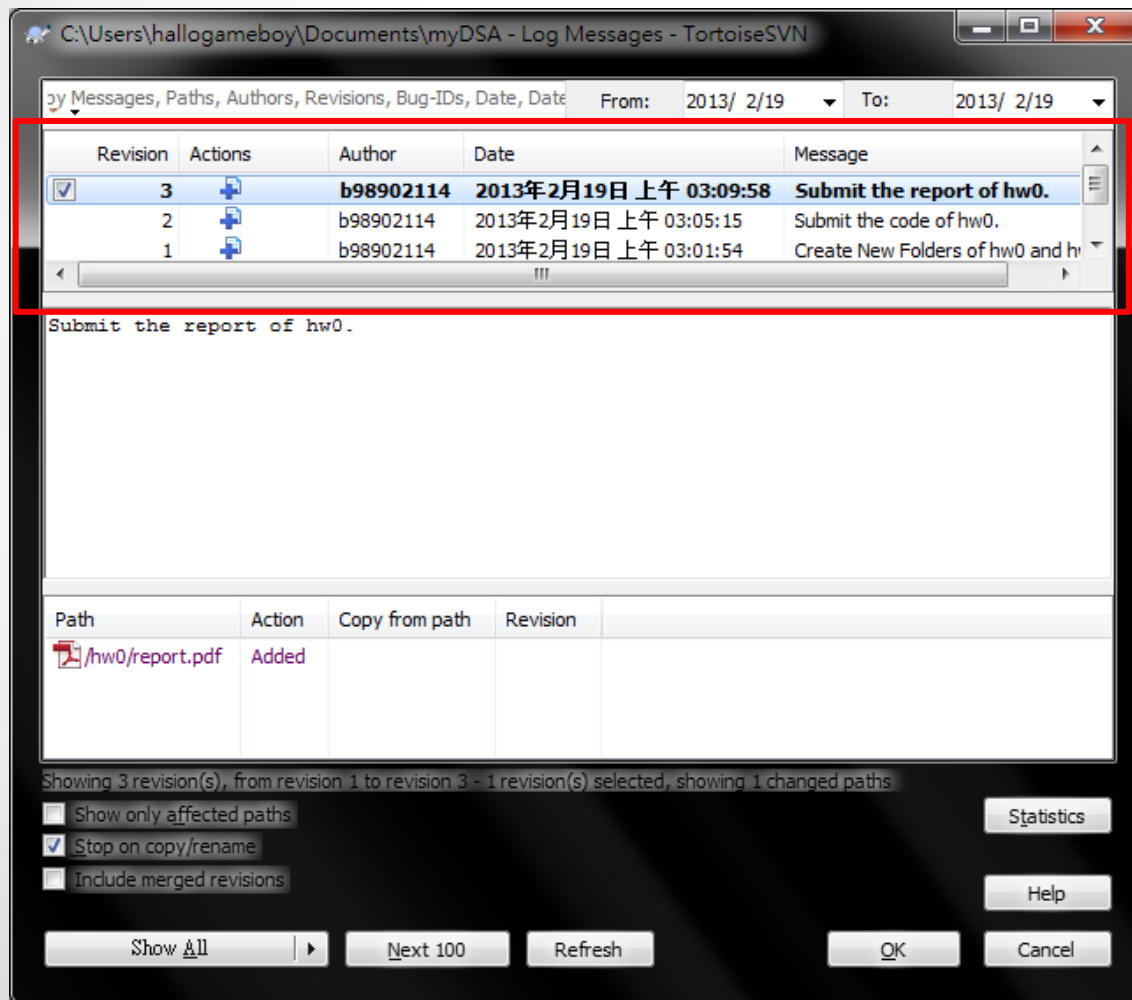 C:\Users\hallogameboy\Documents\myDSA - Log Messages - TortoiseSVN
by Messages, Paths, Authors, Revisions, Bug-IDs, Date, Date From: 2013/ 2/19 To: 2013/ 2/19
Revision Actions Author Date Message
3 b98902114 2013年2月19日 上午 03:09:58 Submit the report of hw0.
2 b98902114 2013年2月19日 上午 03:05:15 Submit the code of hw0.
1 b98902114 2013年2月19日 上午 03:01:54 Create New Folders of hw0 and
Submit the report of hw0.
Path Action Copy from path Revision
/hw0/report.pdf Added
Showing 3 revision(s), from revision 1 to revision 3 - 1 revision(s) selected, showing 1 changed paths
Show only affected paths
Statistics
Stop on copy/rename
Include merged revisions
Help
Show All Next 100 Refresh OK Cancel